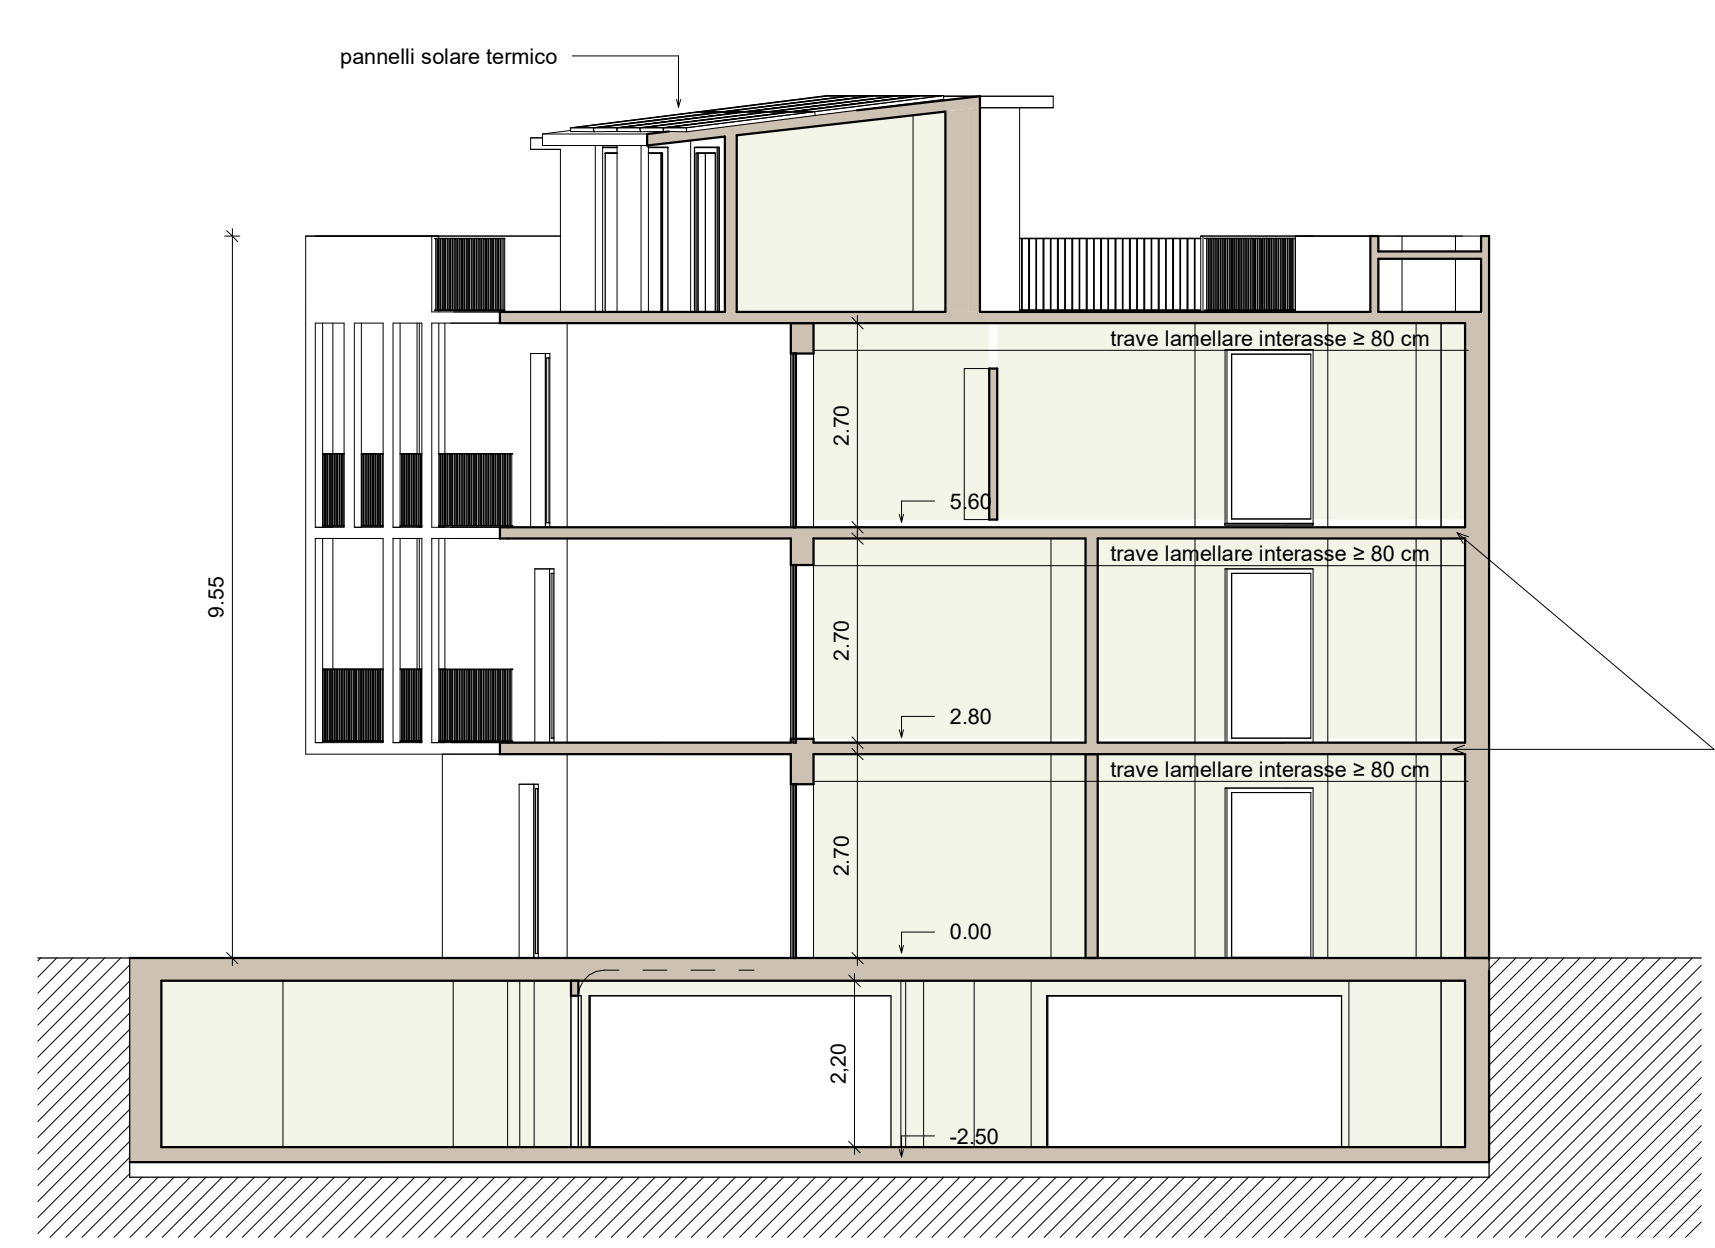 pannelli solare termico
trave lamellare interasse ≥ 80 cm
2.70
5.60
trave lamellare interasse ≥ 80 cm
9.55
2.70
2.80
trave lamellare interasse ≥ 80 cm
2.70
0.00
2,20
-2.50